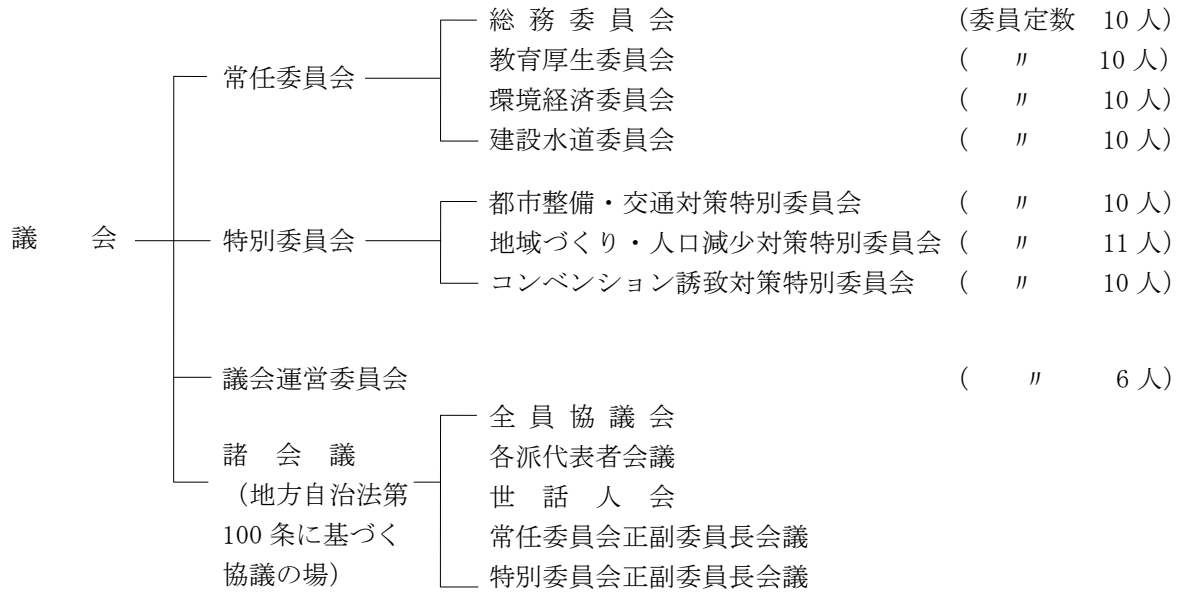 総務委員会 (委員定数 10人)
教育厚生委員会 ( 〃 10人)
常任委員会
環境経済委員会 ( 〃 10人)
建設水道委員会 ( 〃 10人)
都市整備・交通対策特別委員会 ( 〃 10人)
議会 特別委員会 地域づくり・人口減少対策特別委員会 ( 〃 11人)
コンベンション誘致対策特別委員会 ( 〃 10人)
議会運営委員会 ( 〃 6人)
全員協議会
諸会議 各派代表者会議
(地方自治法第 世話人会
100条に基づく 常任委員会正副委員長会議
協議の場) 特別委員会正副委員長会議